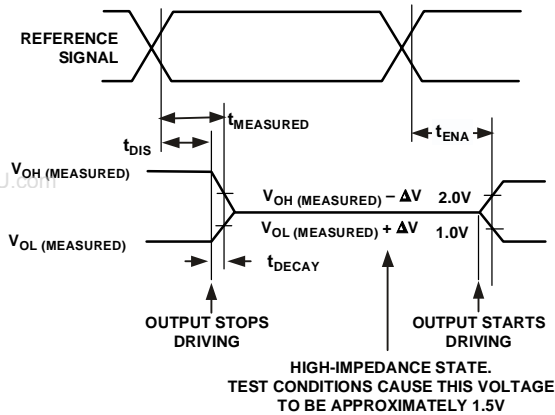 REFERENCE
SIGNAL
tMEASURED
tDIS
tENA
VOH (MEASURED)
U.com
VOH (MEASURED) – ΔV 2.0V
VOL (MEASURED) + ΔV 1.0V
VOL (MEASURED)
tDECAY
OUTPUT STOPS
DRIVING
OUTPUT STARTS
DRIVING
HIGH-IMPEDANCE STATE.
TEST CONDITIONS CAUSE THIS VOLTAGE
TO BE APPROXIMATELY 1.5V